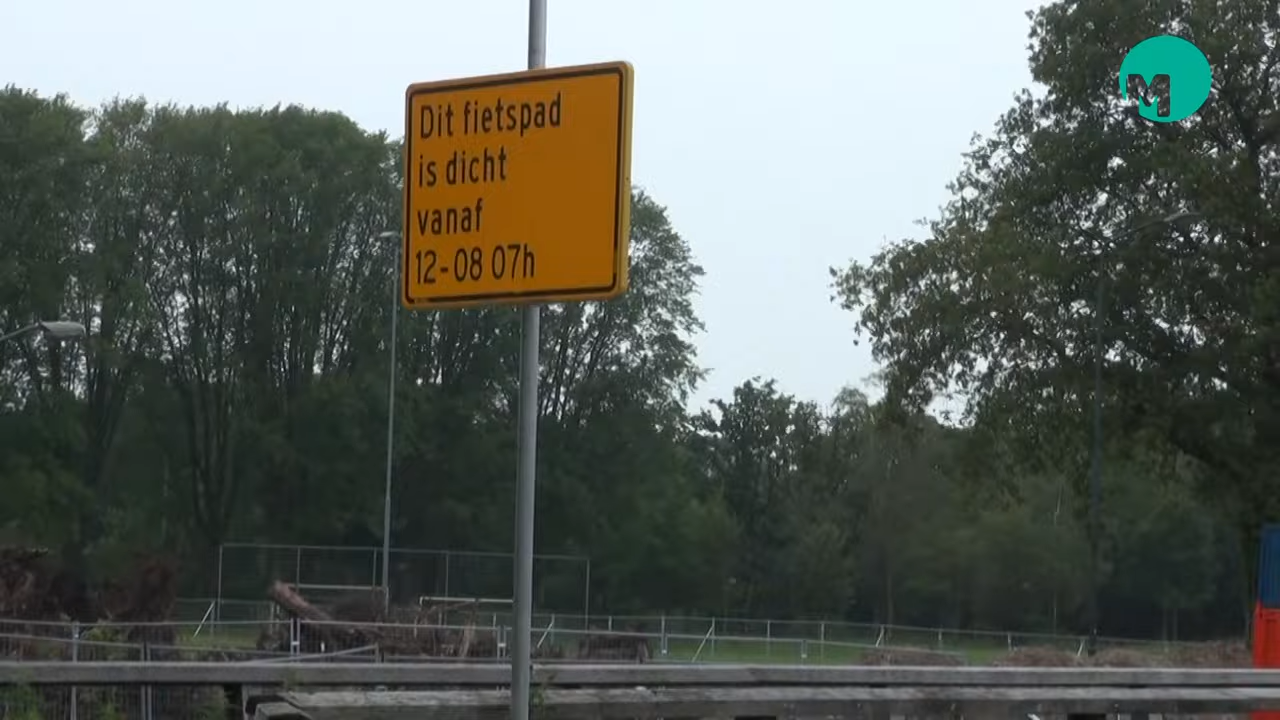 Dit fietspad
is dicht
vanaf
12-08 07h
M